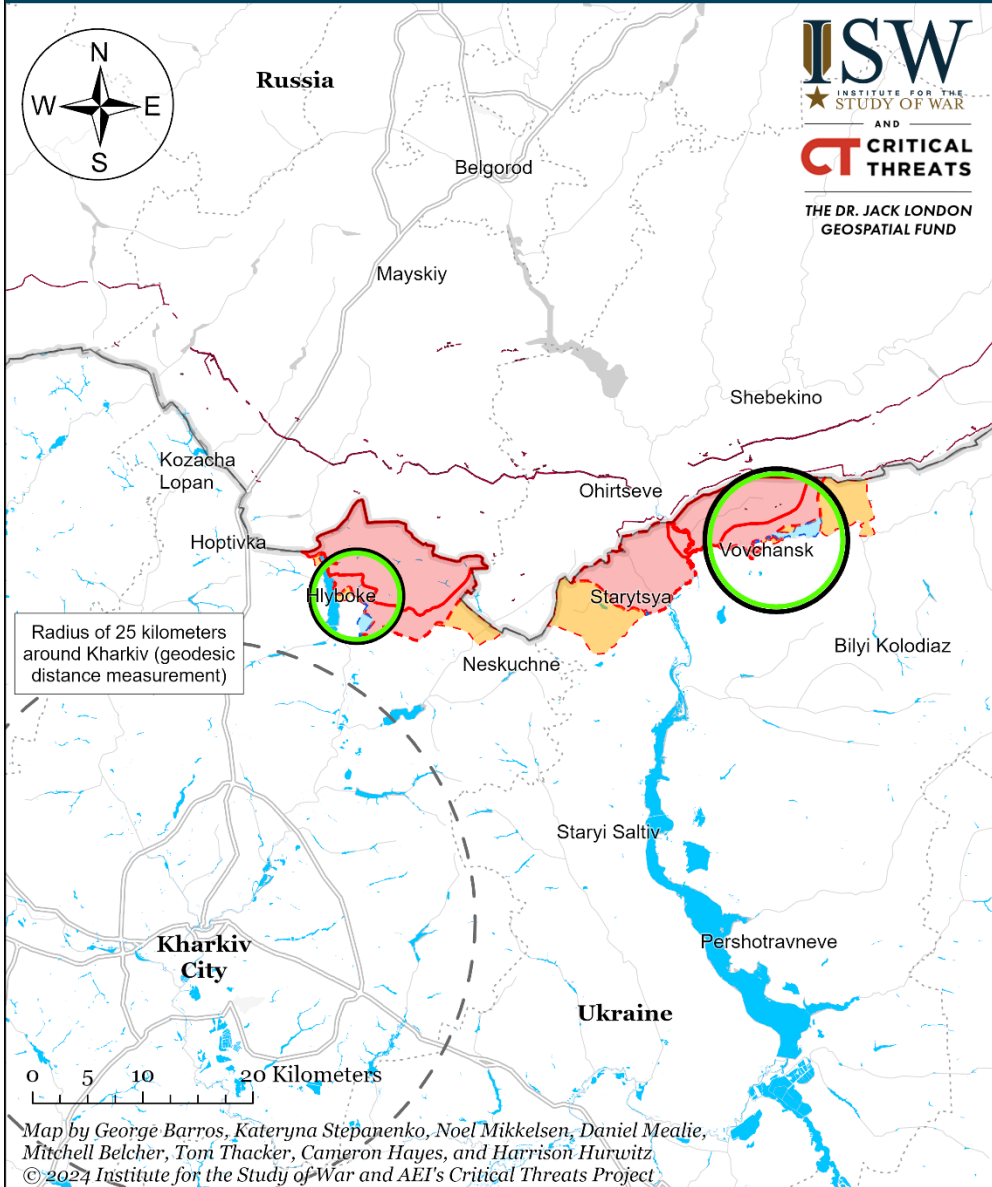 N
W
E
S
Russia
ISW
INSTITUTE FOR THE
STUDY OF WAR
AND
CT CRITICAL
THREATS
THE DR. JACK LONDON
GEOSPATIAL FUND
Belgorod
Mayskiy
Shebekino
Kozacha
Lopan
Ohirtseve
Hoptivka
Vovchansk
Hlyboke
Starytsya
Radius of 25 kilometers
around Kharkiv (geodesic
distance measurement)
Neskuchne
Bilyi Kolodiaz
Staryi Saltiv
Kharkiv
City
Pershotravneve
Ukraine
0 5 10 20 Kilometers
Map by George Barros, Kateryna Stepanenko, Noel Mikkelsen, Daniel Mealie,
Mitchell Belcher, Tom Thacker, Cameron Hayes, and Harrison Hurwitz
© 2024 Institute for the Study of War and AEI's Critical Threats Project